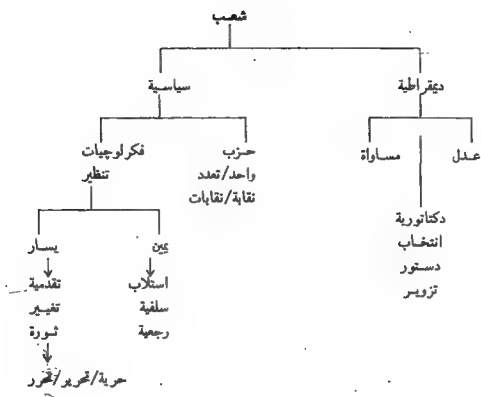 شعب
ديمقراطية
سياسية
عدل
مساواة
دكتاتورية
انتخاب
دستور
تزوير
حزب
واحد/تعدد
نقابة/نقابات
فكرلوجيات
تنظير
يمين
استلاب
سلفية
رجعية
يسار
تقدمية
تغيير
ثورة
حرية/تحرير/تحرر